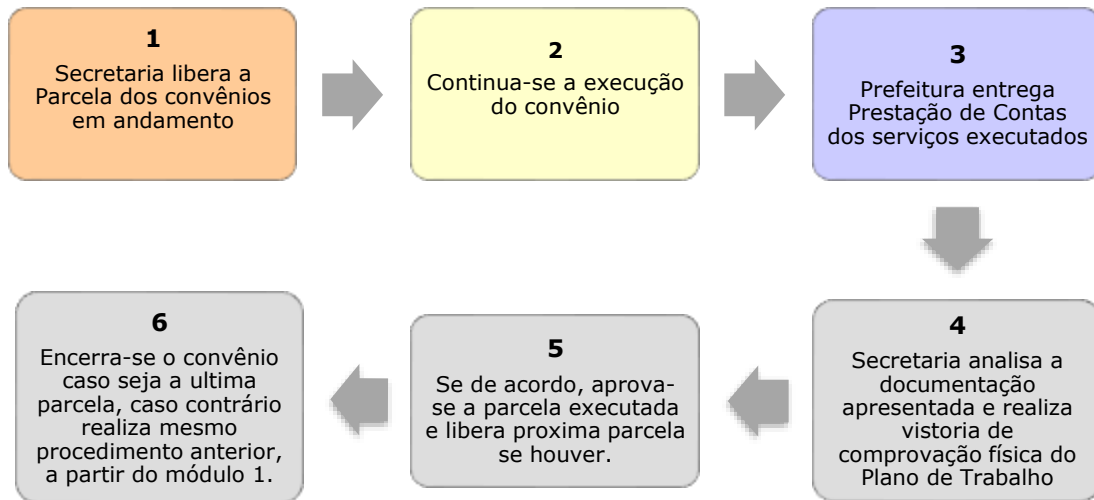 1
Secretaria libera a
Parcela dos convênios
em andamento
2
Continua-se a execução
do convênio
3
Prefeitura entrega
Prestação de Contas
dos serviços executados
4
Secretaria analisa a
documentação
apresentada e realiza
vistoria de
comprovação física do
Plano de Trabalho
5
Se de acordo, aprova-
se a parcela executada
e libera proxima parcela
se houver.
6
Encerra-se o convênio
caso seja a ultima
parcela, caso contrário
realiza mesmo
procedimento anterior,
a partir do módulo 1.